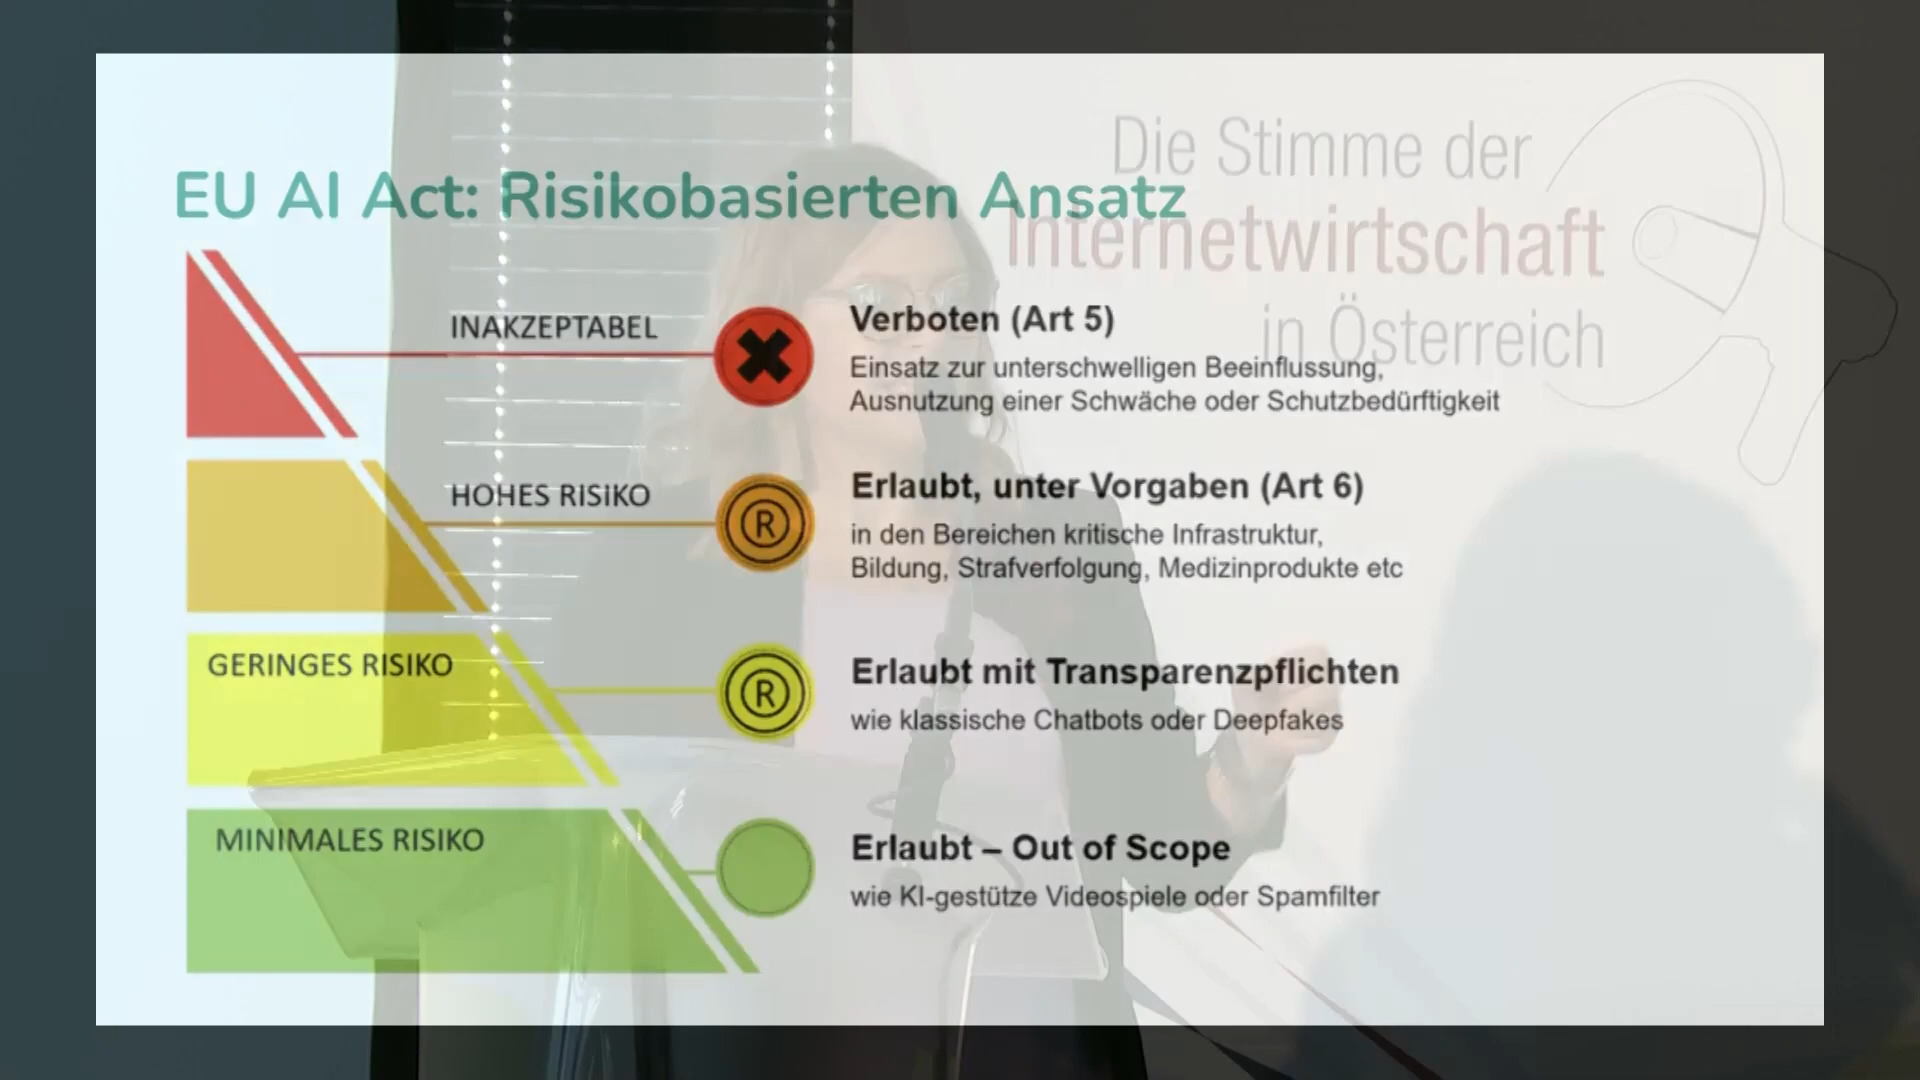 Die Stimme der
Internetwirtschaft
in Österreich
EU AI Act: Risikobasierten Ansatz
INAKZEPTABEL
Verboten (Art 5)
Einsatz zur unterschwelligen Beeinflussung,
Ausnutzung einer Schwäche oder Schutzbedürftigkeit
HOHES RISIKO
R
Erlaubt, unter Vorgaben (Art 6)
in den Bereichen kritische Infrastruktur,
Bildung, Strafverfolgung, Medizinprodukte etc
GERINGES RISIKO
R
Erlaubt mit Transparenzpflichten
wie klassische Chatbots oder Deepfakes
MINIMALES RISIKO
Erlaubt – Out of Scope
wie KI-gestütze Videospiele oder Spamfilter